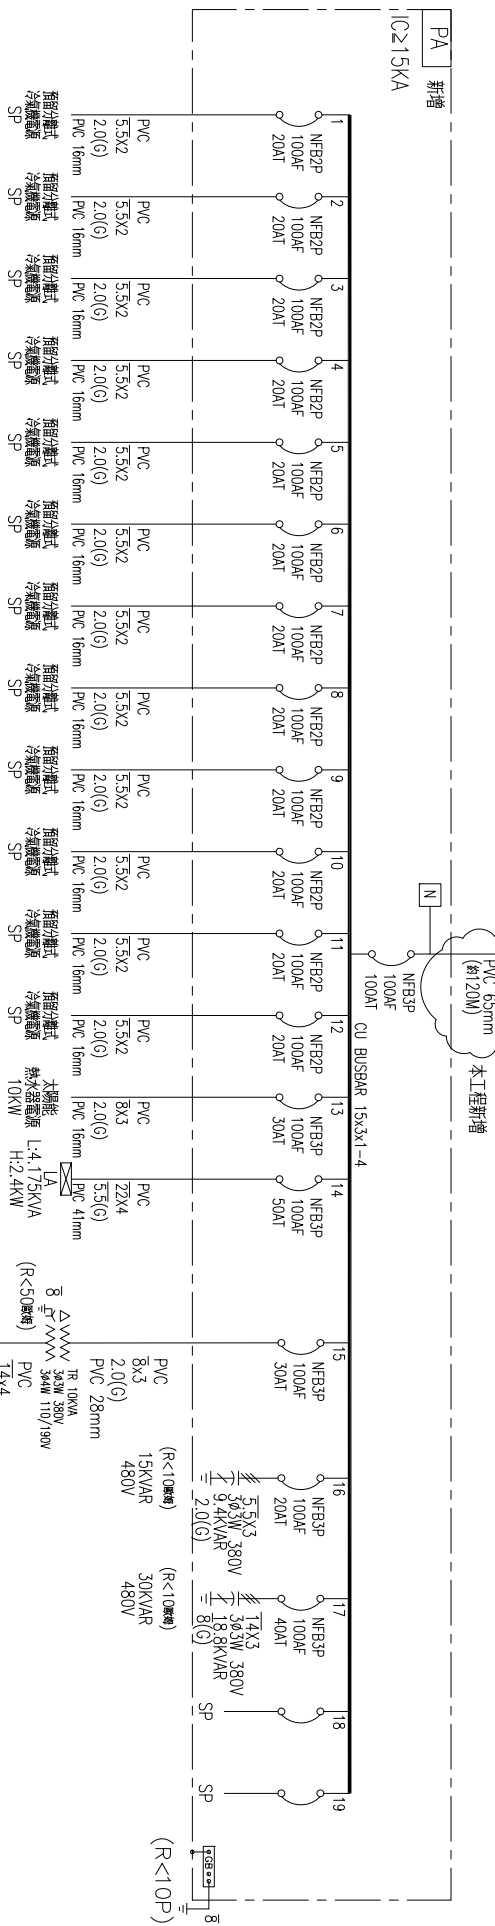 PA
新增
IC≥15KA
PVC 65mm
(約120M)
本工程新增
N
NFB3P
100AF
100AT
CU BUSBAR 15x3x1-4
1
NFB2P
100AF
20AT
PVC
5.5X2
2.0(G)
PVC 16mm
預留分離式
冷氣機電源
SP
2
NFB2P
100AF
20AT
PVC
5.5X2
2.0(G)
PVC 16mm
預留分離式
冷氣機電源
SP
3
NFB2P
100AF
20AT
PVC
5.5X2
2.0(G)
PVC 16mm
預留分離式
冷氣機電源
SP
4
NFB2P
100AF
20AT
PVC
5.5X2
2.0(G)
PVC 16mm
預留分離式
冷氣機電源
SP
5
NFB2P
100AF
20AT
PVC
5.5X2
2.0(G)
PVC 16mm
預留分離式
冷氣機電源
SP
6
NFB2P
100AF
20AT
PVC
5.5X2
2.0(G)
PVC 16mm
預留分離式
冷氣機電源
SP
7
NFB2P
100AF
20AT
PVC
5.5X2
2.0(G)
PVC 16mm
預留分離式
冷氣機電源
SP
8
NFB2P
100AF
20AT
PVC
5.5X2
2.0(G)
PVC 16mm
預留分離式
冷氣機電源
SP
9
NFB2P
100AF
20AT
PVC
5.5X2
2.0(G)
PVC 16mm
預留分離式
冷氣機電源
SP
10
NFB2P
100AF
20AT
PVC
5.5X2
2.0(G)
PVC 16mm
預留分離式
冷氣機電源
SP
11
NFB2P
100AF
20AT
PVC
5.5X2
2.0(G)
PVC 16mm
預留分離式
冷氣機電源
SP
12
NFB2P
100AF
20AT
PVC
5.5X2
2.0(G)
PVC 16mm
預留分離式
冷氣機電源
SP
13
NFB3P
100AF
30AT
PVC
8X3
2.0(G)
PVC 16mm
太陽能
熱水器電源
10KW
14
NFB3P
100AF
50AT
PVC
22X4
5.5(G)
PVC 41mm
LA
L:4.175KVA
H:2.4KW
15
NFB3P
100AF
30AT
PVC
8x3
2.0(G)
PVC 28mm
TR 10KVA
3ø3W 380V
3ø4W 110/190V
8
(R<50歐姆)
PVC
14x4
16
NFB3P
100AF
20AT
5.5X3
3ø3W 380V
9.4KVAR
2.0(G)
(R<10歐姆)
15KVAR
480V
17
NFB3P
100AF
40AT
14X3
3ø3W 380V
18.8KVAR
8(G)
(R<10歐姆)
30KVAR
480V
18
SP
19
SP
GB
8
(R<10P)